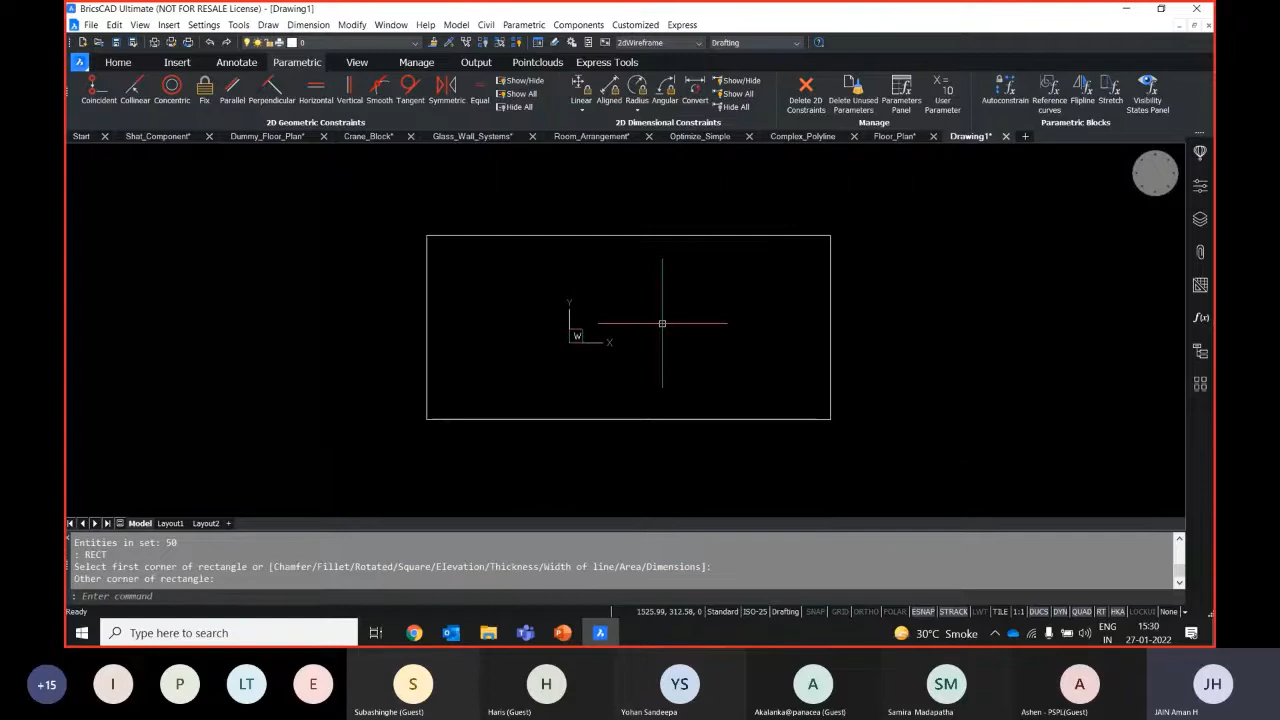 BricsCAD Ultimate (NOT FOR RESALE License) - [Drawing1]
File Edit View Insert Settings Tools Draw Dimension Modify Window Help Model Civil Parametric Components Customized Express
0 2dWireframe Drafting
Home Insert Annotate Parametric View Manage Output Pointclouds Express Tools
Coincident Collinear Concentric Fix Parallel Perpendicular Horizontal Vertical Smooth Tangent Symmetric Equal
Show/Hide
Show All
Hide All
Linear Aligned Radius Angular Convert
Show/Hide
Show All
Hide All
Delete 2D Constraints
Delete Unused Parameters
Parameters Panel
X= 10
User Parameter
Autoconstrain
Reference curves
Flipline
Stretch
Visibility States Panel
2D Geometric Constraints 2D Dimensional Constraints Manage Parametric Blocks
Start Shat_Component* Dummy_Floor_Plan* Crane_Block* Glass_Wall_Systems* Room_Arrangement* Optimize_Simple Complex_Polyline Floor_Plan* Drawing1*
Y
W
X
Model Layout1 Layout2 +
Entities in set: 50
: RECT
Select first corner of rectangle or [Chamfer/Fillet/Rotated/Square/Elevation/Thickness/Width of line/Area/Dimensions]:
Other corner of rectangle:
: Enter command
Ready 1525.99, 312.58, 0 Standard ISO-25 Drafting SNAP GRID ORTHO POLAR ESNAP STRACK LWT TILE 1:1 DUCS DYN QUAD RT HKA LOCKUI None
Type here to search
30°C Smoke
ENG
IN
15:30
27-01-2022
+15 I P LT E S H YS A SM A JH
Subashinghe (Guest) Haris (Guest) Yohan Sandeepa Akalanka@panacea (Guest) Samira Madapatha Ashen - PSPL(Guest) JAIN Aman H